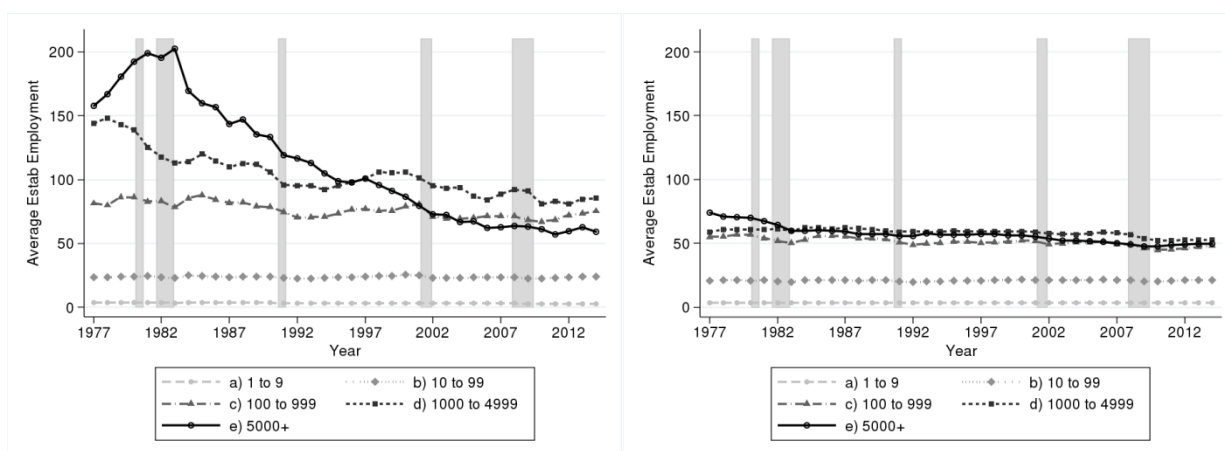 200
150
100
50
0
Average Estab Employment
1977 1982 1987 1992 1997 2002 2007 2012
Year
a) 1 to 9 b) 10 to 99
c) 100 to 999 d) 1000 to 4999
e) 5000+
200
150
100
50
0
Average Estab Employment
1977 1982 1987 1992 1997 2002 2007 2012
Year
a) 1 to 9 b) 10 to 99
c) 100 to 999 d) 1000 to 4999
e) 5000+